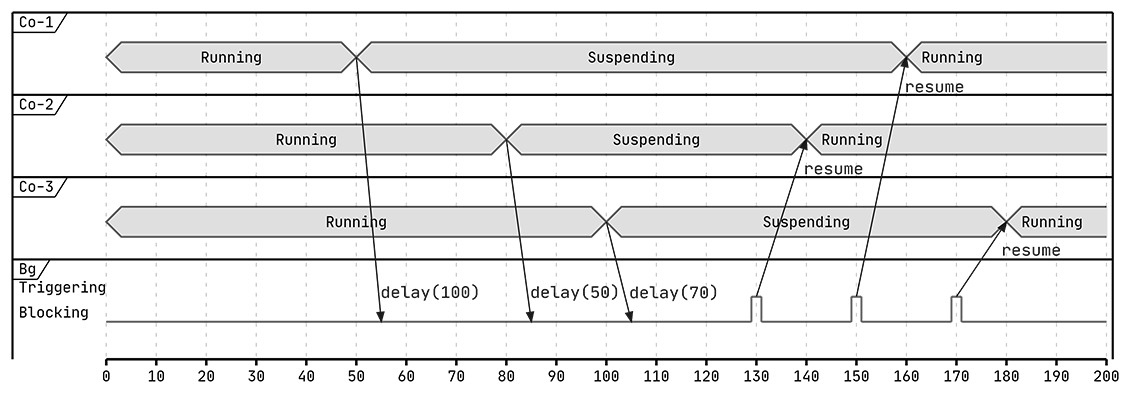 Co-1
Running Suspending Running
resume
Co-2
Running Suspending Running
resume
Co-3
Running Suspending Running
resume
Bg
Triggering
delay(100) delay(50) delay(70)
Blocking
0 10 20 30 40 50 60 70 80 90 100 110 120 130 140 150 160 170 180 190 200